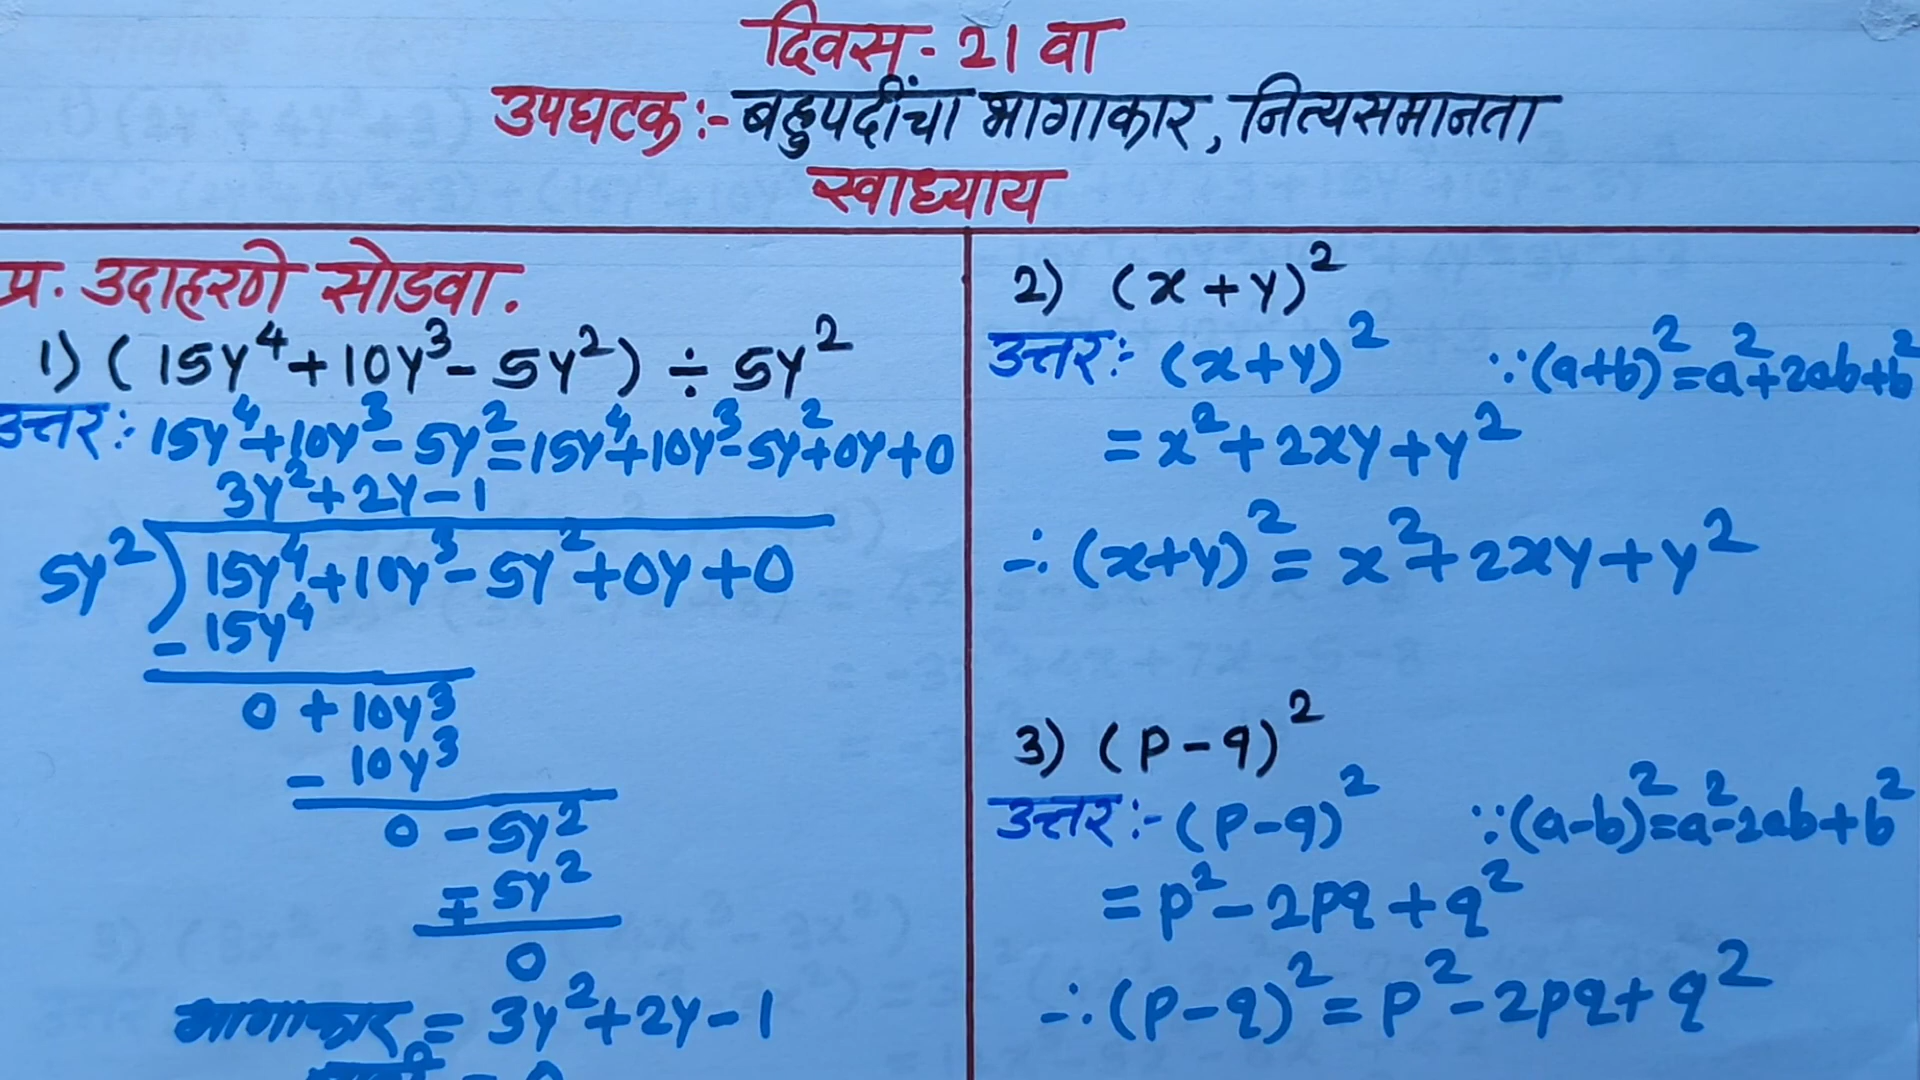 दिवस - 21 वा
उपघटक :- बहुपदींचा भागाकार, नित्यसमानता
स्वाध्याय
प्र. उदाहरणे सोडवा.
1) (15y⁴+10y³-5y²) ÷ 5y²
उत्तर :- 15y⁴+10y³-5y²=15y⁴+10y³-5y²+0y+0
3y²+2y-1
5y² ) 15y⁴+10y³-5y²+0y+0
- 15y⁴
0 + 10y³
- 10y³
0 - 5y²
∓ 5y²
0
भागाकार = 3y²+2y-1
= 0
2) (x+y)²
उत्तर :- (x+y)² ∵(a+b)²=a²+2ab+b²
= x²+2xy+y²
∴ (x+y)² = x²+2xy+y²
3) (p-q)²
उत्तर :- (p-q)² ∵(a-b)²=a²-2ab+b²
= p²-2pq+q²
∴ (p-q)² = p²-2pq+q²